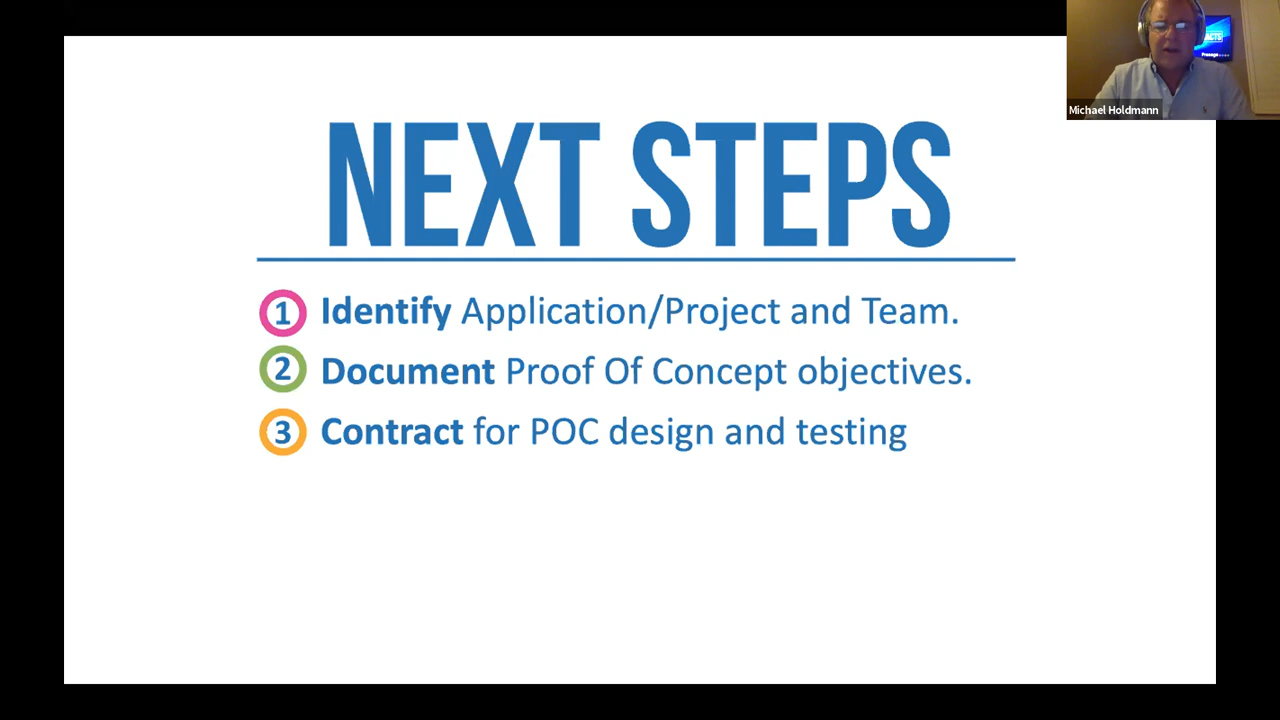 NEXT STEPS
1 Identify Application/Project and Team.
2 Document Proof Of Concept objectives.
3 Contract for POC design and testing
Michael Holdmann